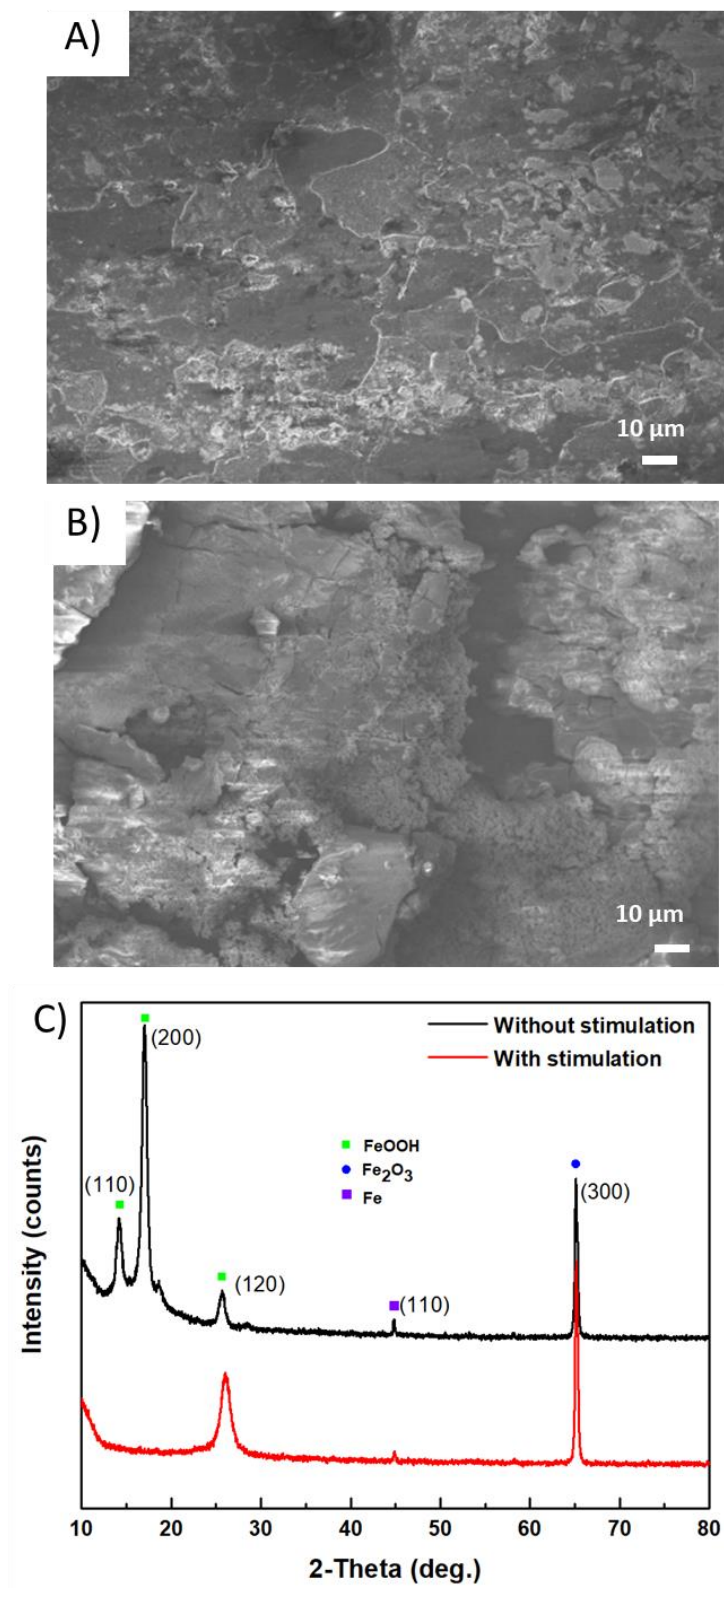 A)
10 µm
B)
10 µm
C)
(200)
Without stimulation
With stimulation
FeOOH
Fe2O3
Fe
(110)
(300)
(120)
(110)
Intensity (counts)
10 20 30 40 50 60 70 80
2-Theta (deg.)